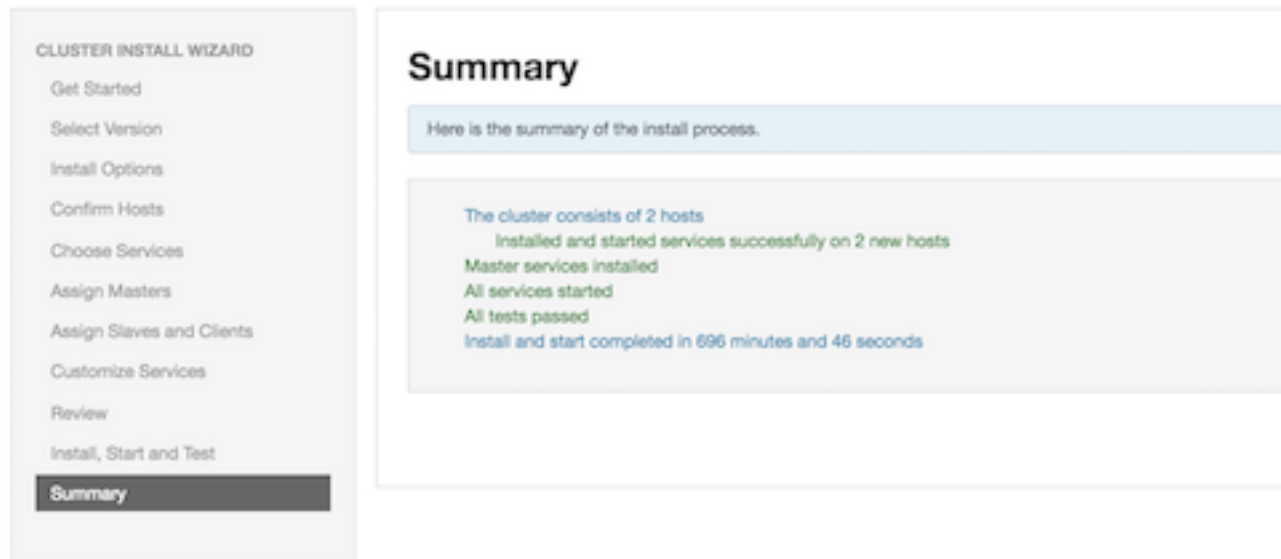 CLUSTER INSTALL WIZARD
Get Started
Select Version
Install Options
Confirm Hosts
Choose Services
Assign Masters
Assign Slaves and Clients
Customize Services
Review
Install, Start and Test
Summary
Summary
Here is the summary of the install process.
The cluster consists of 2 hosts
Installed and started services successfully on 2 new hosts
Master services installed
All services started
All tests passed
Install and start completed in 696 minutes and 46 seconds